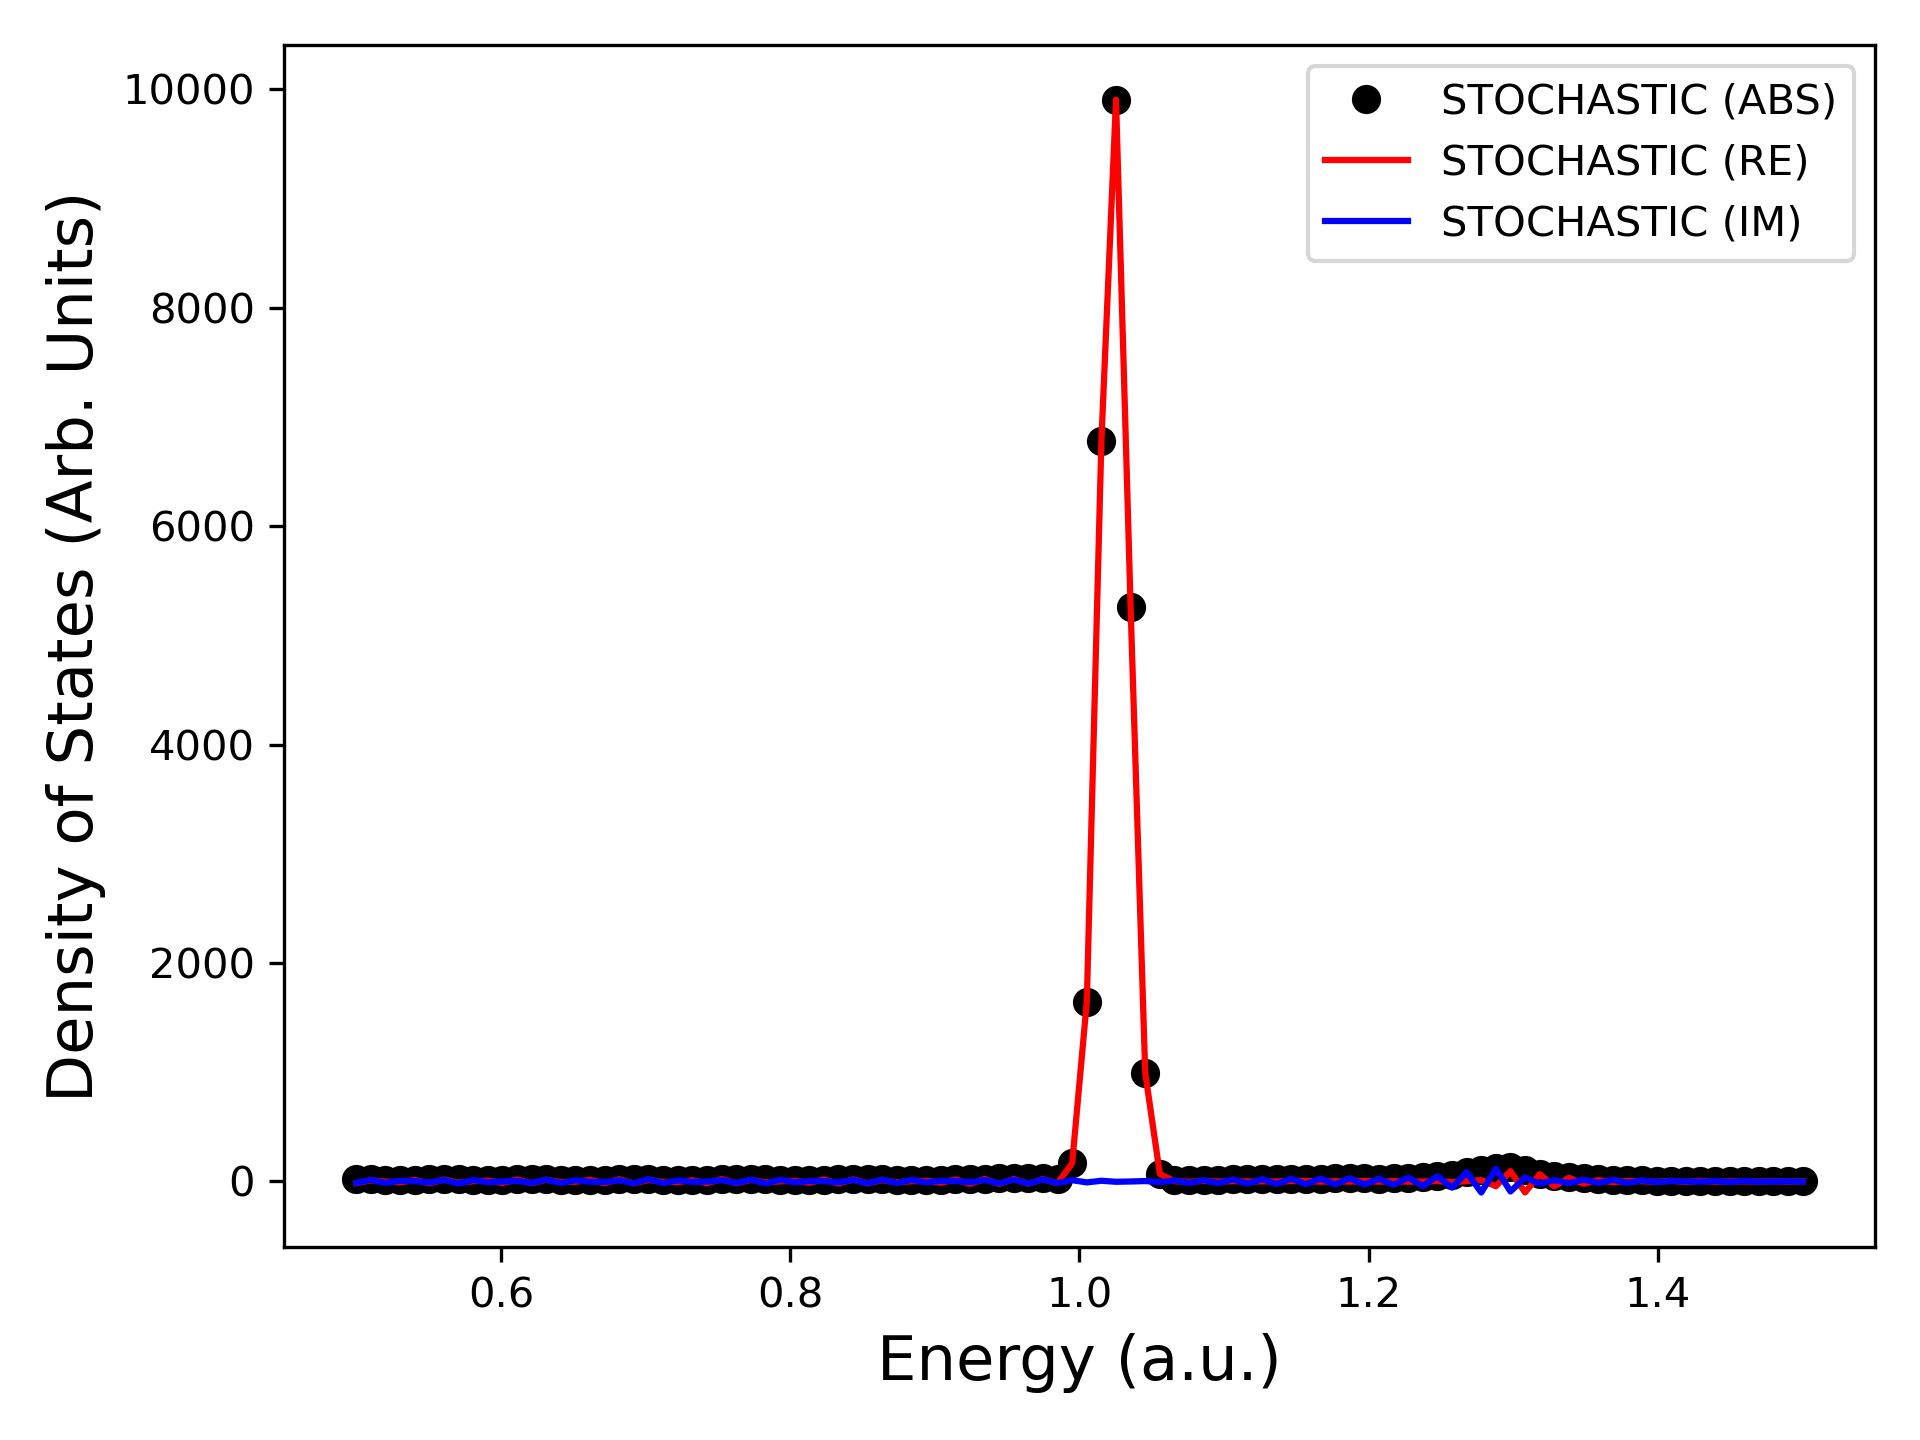 Density of States (Arb. Units)
10000
8000
6000
4000
2000
0
STOCHASTIC (ABS)
STOCHASTIC (RE)
STOCHASTIC (IM)
0.6 0.8 1.0 1.2 1.4
Energy (a.u.)